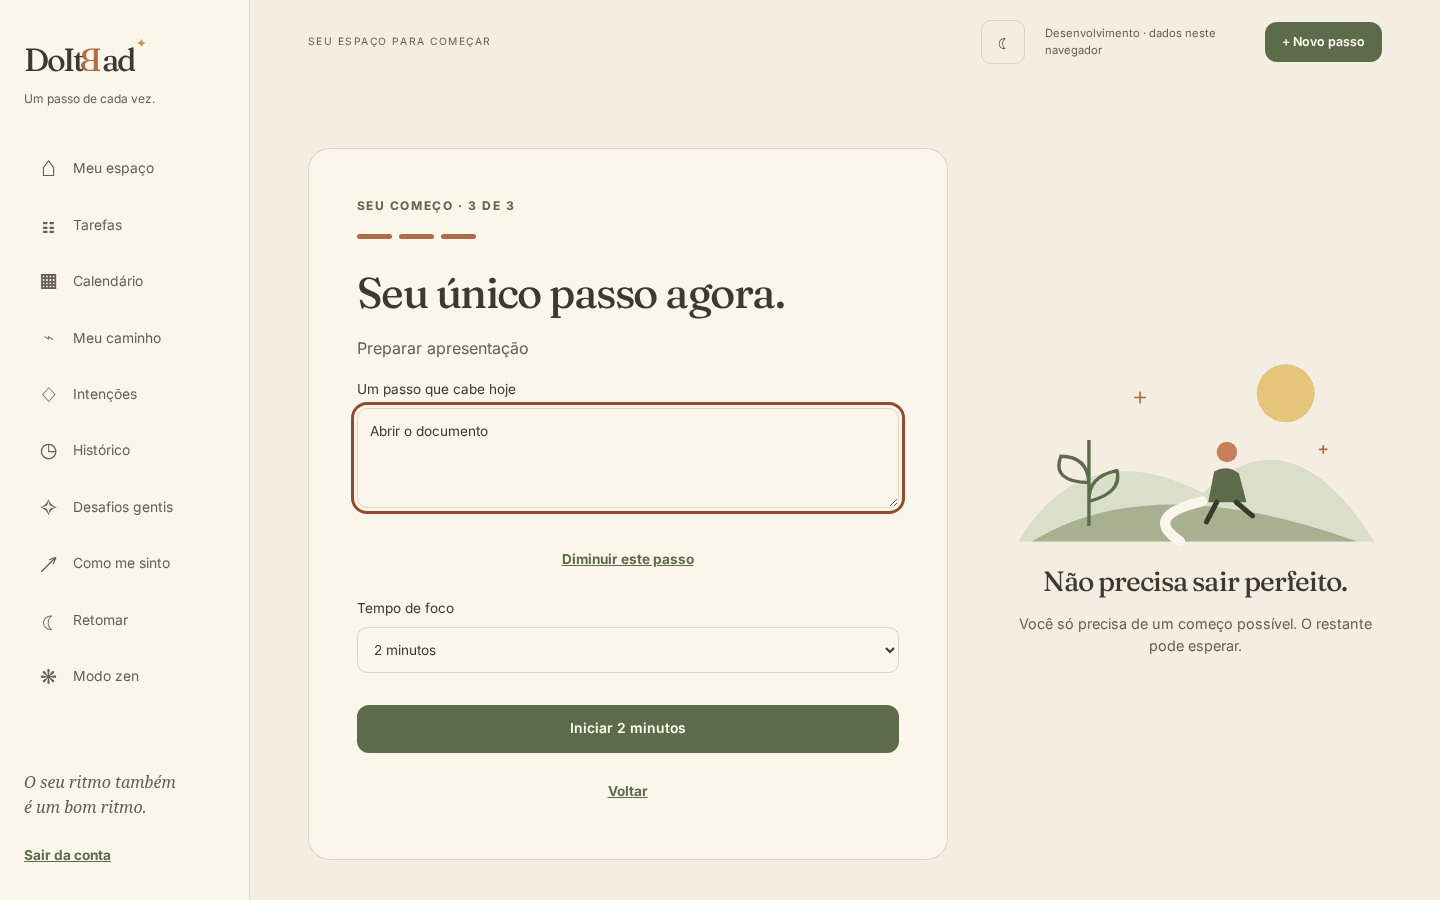 DoItBad
Um passo de cada vez.
Meu espaço
Tarefas
Calendário
Meu caminho
Intenções
Histórico
Desafios gentis
Como me sinto
Retomar
Modo zen
O seu ritmo também
é um bom ritmo.
Sair da conta
SEU ESPAÇO PARA COMEÇAR
Desenvolvimento · dados neste
navegador
+ Novo passo
SEU COMEÇO · 3 DE 3
Seu único passo agora.
Preparar apresentação
Um passo que cabe hoje
Abrir o documento
Diminuir este passo
Tempo de foco
2 minutos
Iniciar 2 minutos
Voltar
Não precisa sair perfeito.
Você só precisa de um começo possível. O restante
pode esperar.